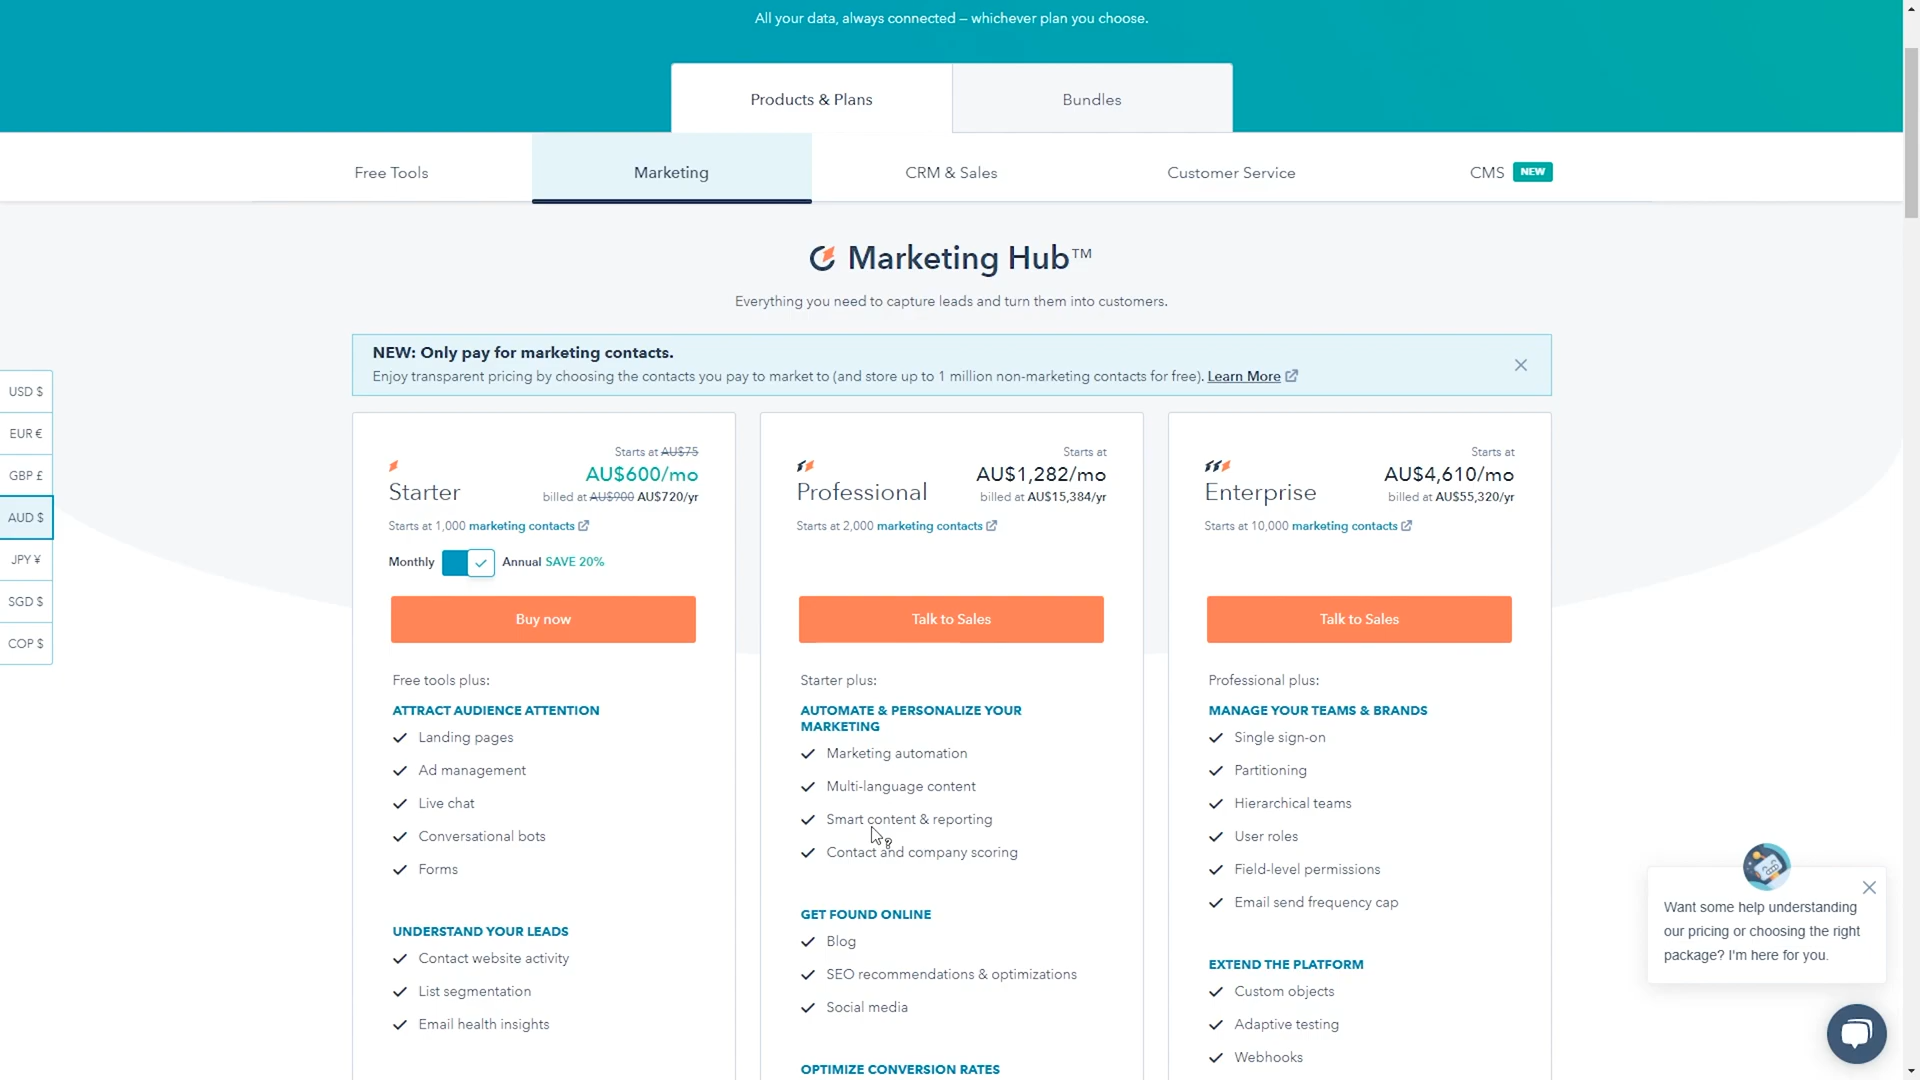 All your data, always connected – whichever plan you choose.
Products & Plans
Bundles
Free Tools
Marketing
CRM & Sales
Customer Service
CMS NEW
Marketing Hub™
Everything you need to capture leads and turn them into customers.
NEW: Only pay for marketing contacts.
Enjoy transparent pricing by choosing the contacts you pay to market to (and store up to 1 million non-marketing contacts for free). Learn More
USD $
EUR €
GBP £
AUD $
JPY ¥
SGD $
COP $
Starter
Starts at AU$75
AU$600/mo
billed at AU$900 AU$720/yr
Starts at 1,000 marketing contacts
Monthly
Annual SAVE 20%
Buy now
Free tools plus:
ATTRACT AUDIENCE ATTENTION
Landing pages
Ad management
Live chat
Conversational bots
Forms
UNDERSTAND YOUR LEADS
Contact website activity
List segmentation
Email health insights
Professional
Starts at
AU$1,282/mo
billed at AU$15,384/yr
Starts at 2,000 marketing contacts
Talk to Sales
Starter plus:
AUTOMATE & PERSONALIZE YOUR
MARKETING
Marketing automation
Multi-language content
Smart content & reporting
Contact and company scoring
GET FOUND ONLINE
Blog
SEO recommendations & optimizations
Social media
OPTIMIZE CONVERSION RATES
Enterprise
Starts at
AU$4,610/mo
billed at AU$55,320/yr
Starts at 10,000 marketing contacts
Talk to Sales
Professional plus:
MANAGE YOUR TEAMS & BRANDS
Single sign-on
Partitioning
Hierarchical teams
User roles
Field-level permissions
Email send frequency cap
EXTEND THE PLATFORM
Custom objects
Adaptive testing
Webhooks
Want some help understanding
our pricing or choosing the right
package? I'm here for you.